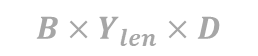 B × Y_len × D